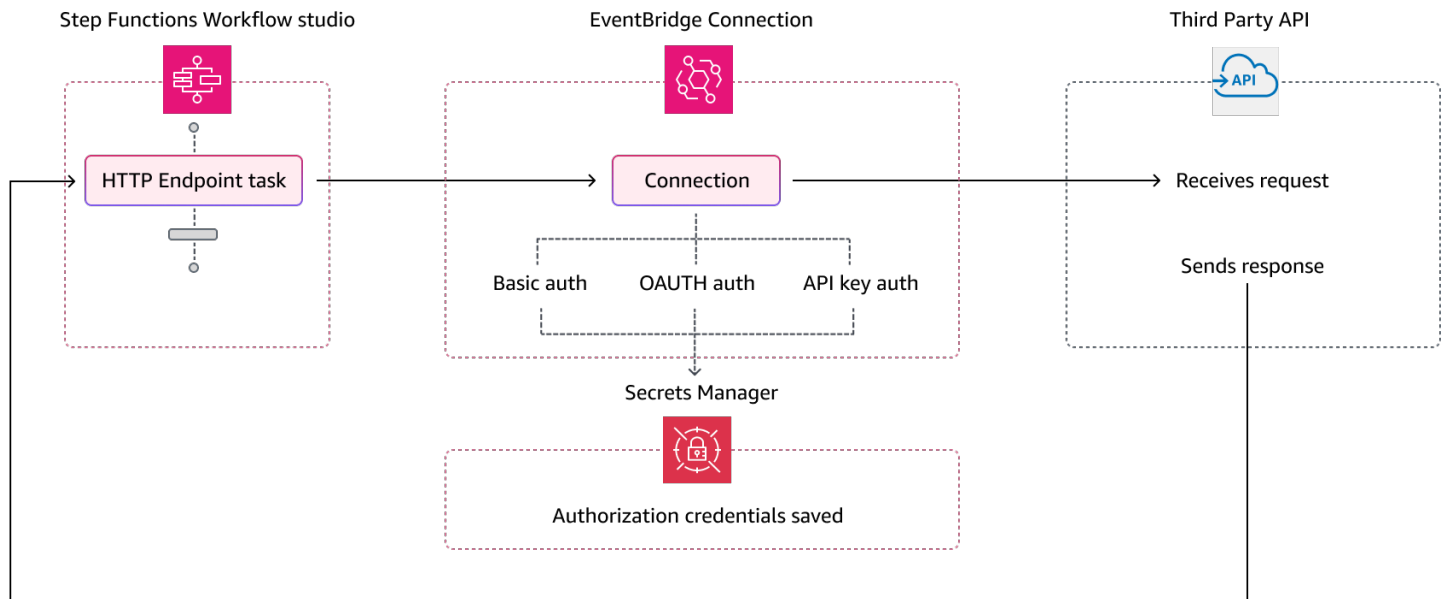 Step Functions Workflow studio
EventBridge Connection
Third Party API
API
HTTP Endpoint task
Connection
Receives request
Basic auth
OAUTH auth
API key auth
Sends response
Secrets Manager
Authorization credentials saved